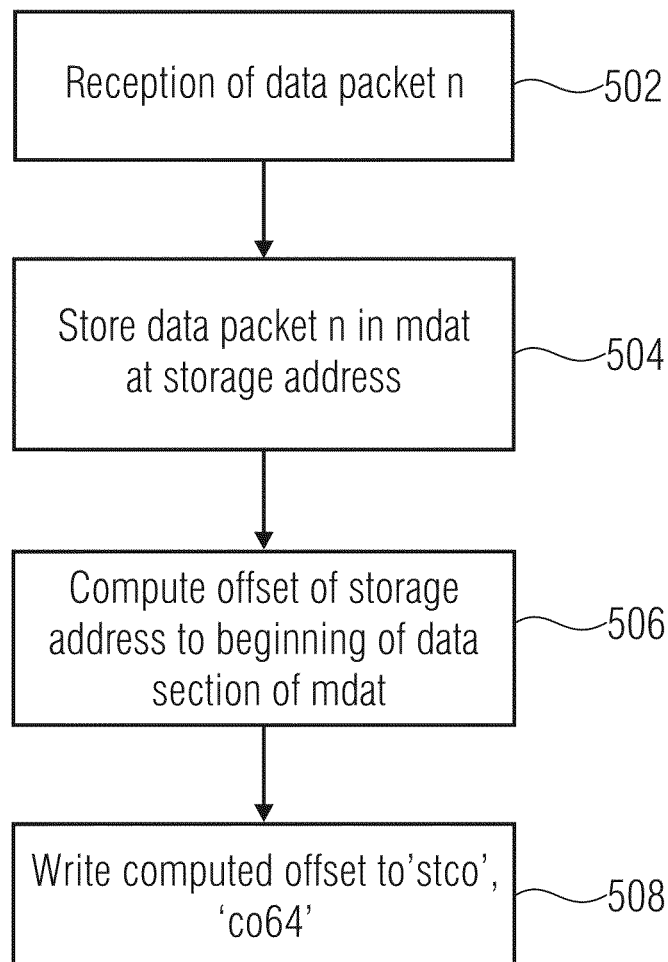 Reception of data packet n
502
Store data packet n in mdat
at storage address
504
Compute offset of storage
address to beginning of data
section of mdat
506
Write computed offset to'stco',
'co64'
508